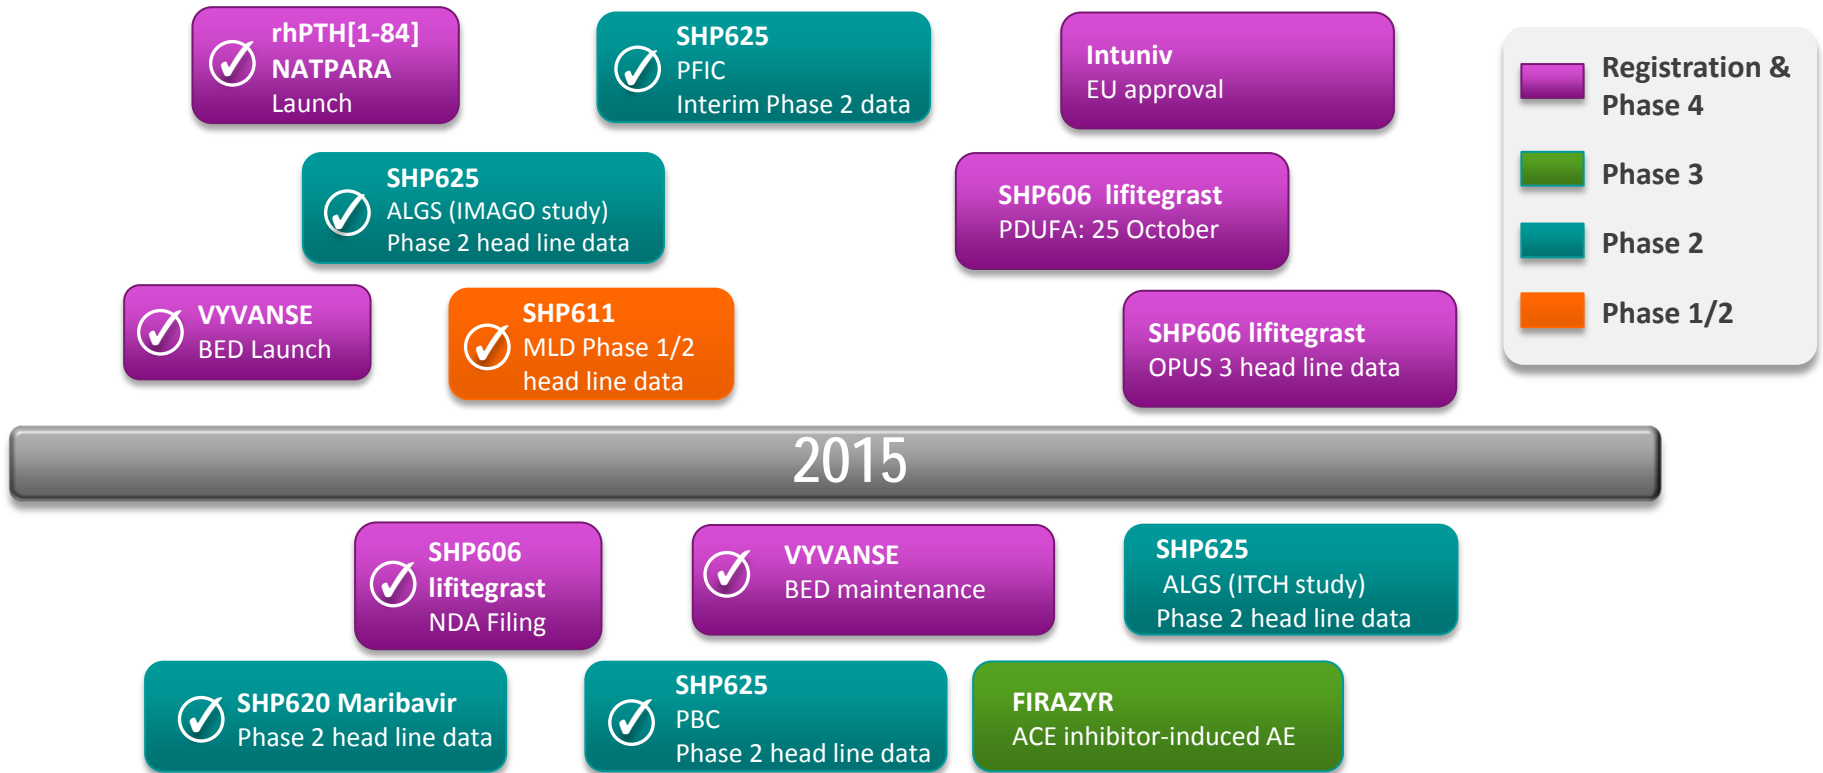 rhPTH[1-84]
NATPARA
Launch
SHP625
PFIC
Interim Phase 2 data
Intuniv
EU approval
Registration &
Phase 4
Phase 3
Phase 2
Phase 1/2
SHP625
ALGS (IMAGO study)
Phase 2 head line data
SHP606 lifitegrast
PDUFA: 25 October
VYVANSE
BED Launch
SHP611
MLD Phase 1/2
head line data
SHP606 lifitegrast
OPUS 3 head line data
2015
SHP606
lifitegrast
NDA Filing
VYVANSE
BED maintenance
SHP625
ALGS (ITCH study)
Phase 2 head line data
SHP620 Maribavir
Phase 2 head line data
SHP625
PBC
Phase 2 head line data
FIRAZYR
ACE inhibitor-induced AE